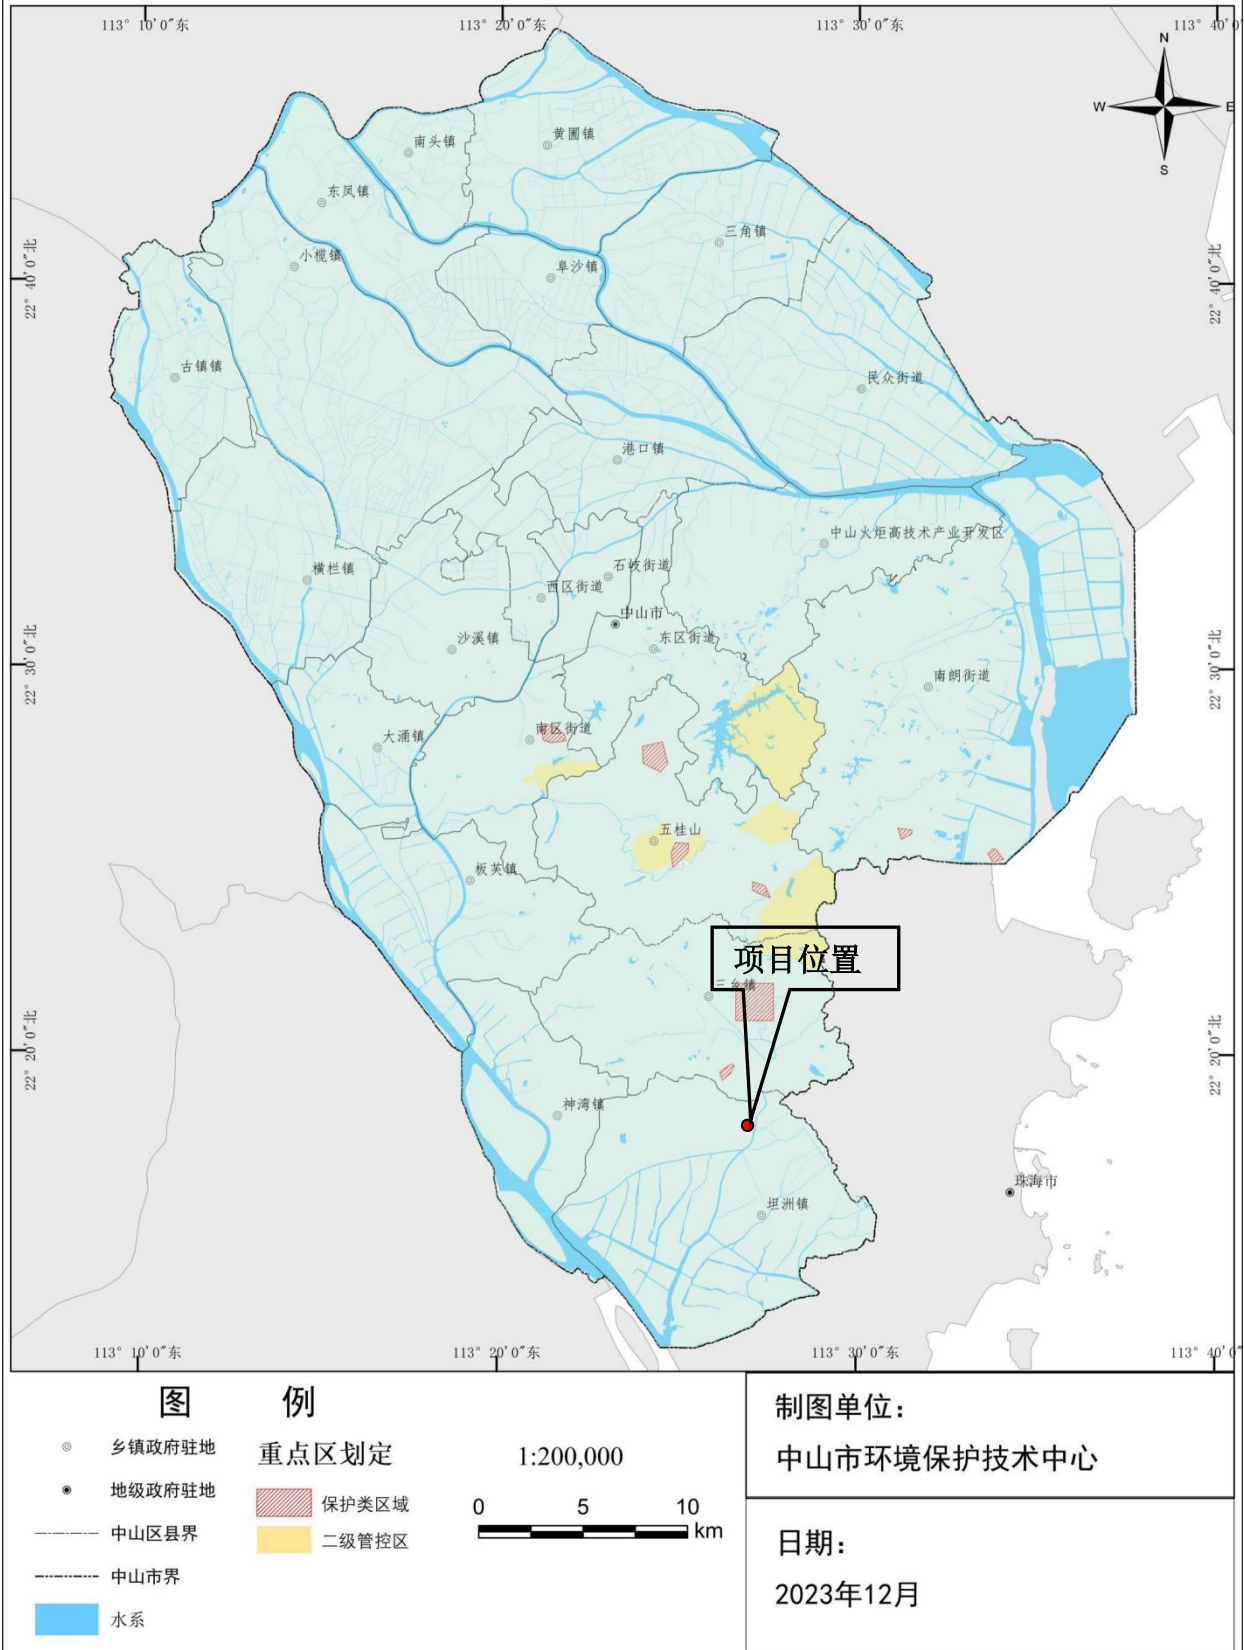 113° 10′0″东
113° 20′0″东
113° 30′0″东
113° 40′0″
N
W
E
S
南头镇
黄圃镇
东凤镇
小榄镇
三角镇
阜沙镇
22° 40′0″北
22° 40′0″北
古镇镇
民众街道
港口镇
中山火炬高技术产业开发区
横栏镇
石岐街道
西区街道
中山市
沙溪镇
东区街道
22° 30′0″北
22° 30′0″北
南朗街道
大涌镇
南区街道
五桂山
板芙镇
项目位置
三乡镇
22° 20′0″北
22° 20′0″北
神湾镇
珠海市
坦洲镇
113° 10′0″东
113° 20′0″东
113° 30′0″东
113° 40′0″
图 例
乡镇政府驻地
地级政府驻地
中山区县界
中山市界
水系
重点区划定
保护类区域
二级管控区
1:200,000
0 5 10
km
制图单位：
中山市环境保护技术中心
日期：
2023年12月